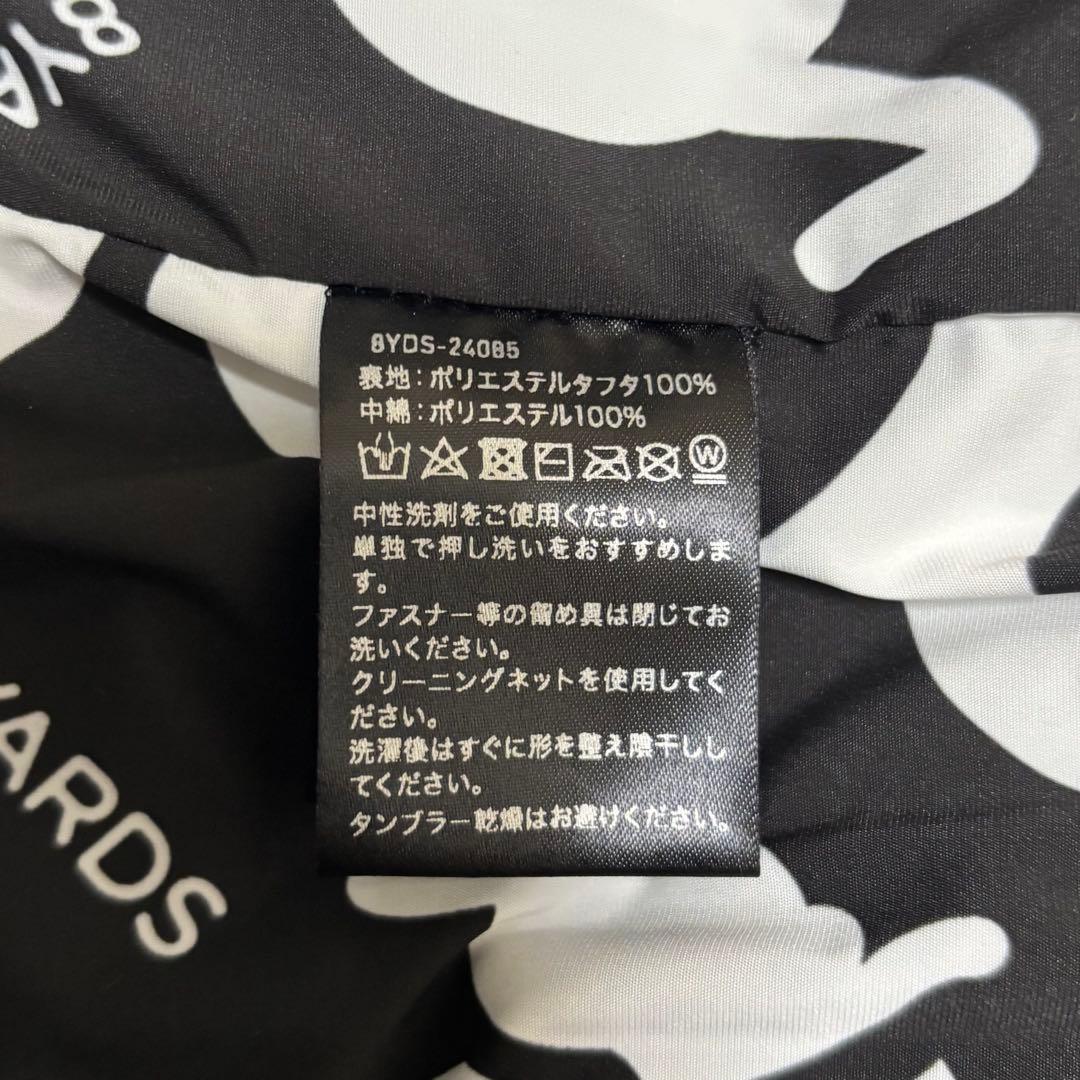 8 YA
8YDS-24085
裏地：ポリエステルタフタ100%
中綿：ポリエステル100%
W
中性洗剤をご使用ください。
単独で押し洗いをおすすめしま
す。
ファスナー等の留め具は閉じてお
洗いください。
クリーニングネットを使用してく
ださい。
洗濯後はすぐに形を整え陰干しし
てください。
タンブラー乾燥はお避けください。
YARDS